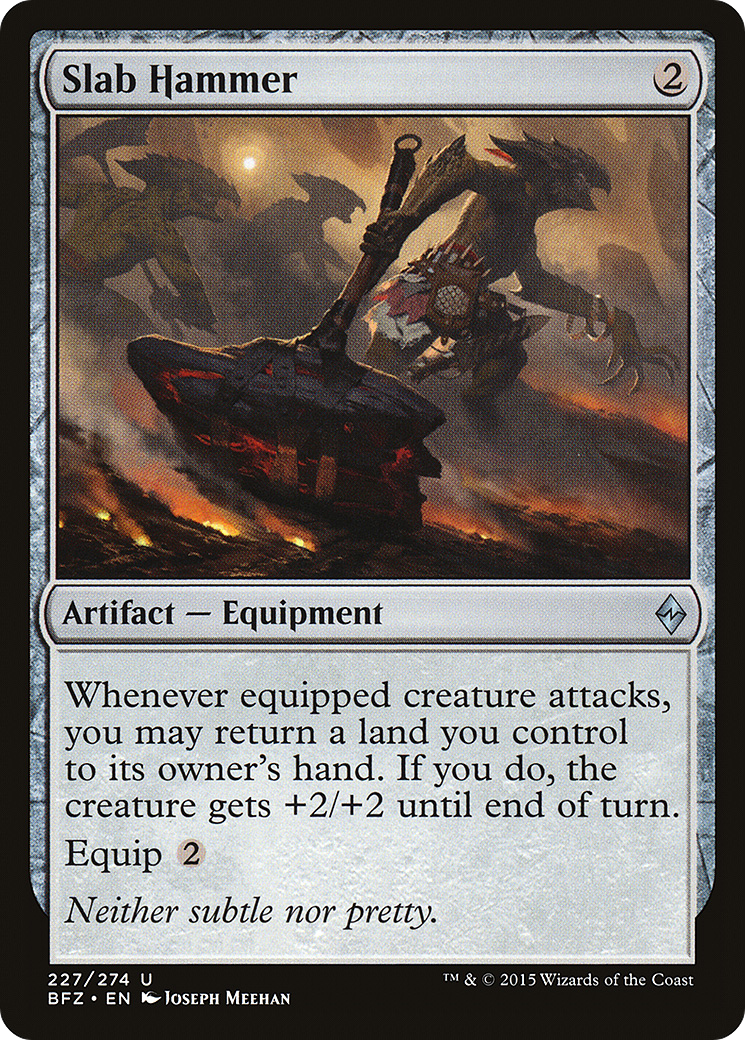 Slab Hammer 2
Artifact — Equipment
Whenever equipped creature attacks,
you may return a land you control
to its owner's hand. If you do, the
creature gets +2/+2 until end of turn.
Equip 2
Neither subtle nor pretty.
227/274 U
BFZ • EN Joseph Meehan
™ & © 2015 Wizards of the Coast